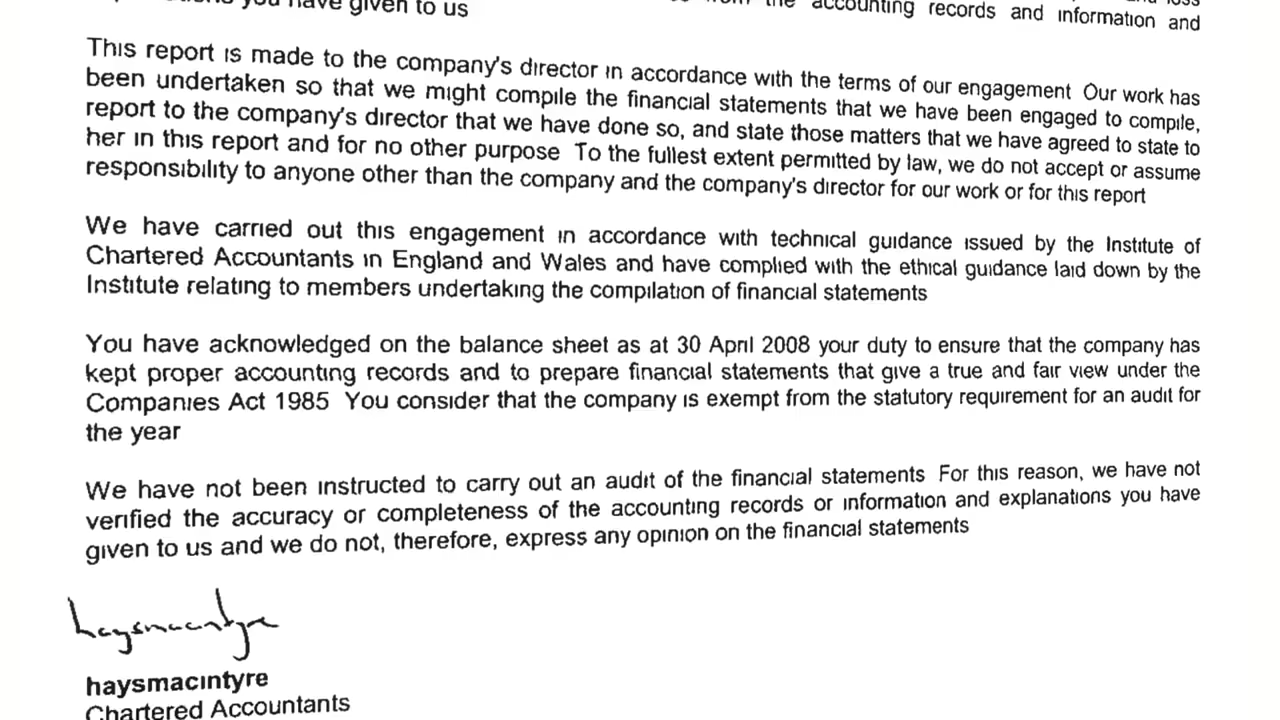 have given to us
the accounting records and information and
This report is made to the company's director in accordance with the terms of our engagement Our work has
been undertaken so that we might compile the financial statements that we have been engaged to compile,
report to the company's director that we have done so, and state those matters that we have agreed to state to
her in this report and for no other purpose To the fullest extent permitted by law, we do not accept or assume
responsibility to anyone other than the company and the company's director for our work or for this report
We have carried out this engagement in accordance with technical guidance issued by the Institute of
Chartered Accountants in England and Wales and have complied with the ethical guidance laid down by the
Institute relating to members undertaking the compilation of financial statements
You have acknowledged on the balance sheet as at 30 April 2008 your duty to ensure that the company has
kept proper accounting records and to prepare financial statements that give a true and fair view under the
Companies Act 1985 You consider that the company is exempt from the statutory requirement for an audit for
the year
We have not been instructed to carry out an audit of the financial statements For this reason, we have not
verified the accuracy or completeness of the accounting records or information and explanations you have
given to us and we do not, therefore, express any opinion on the financial statements
haysmacintyre
haysmacintyre
Chartered Accountants